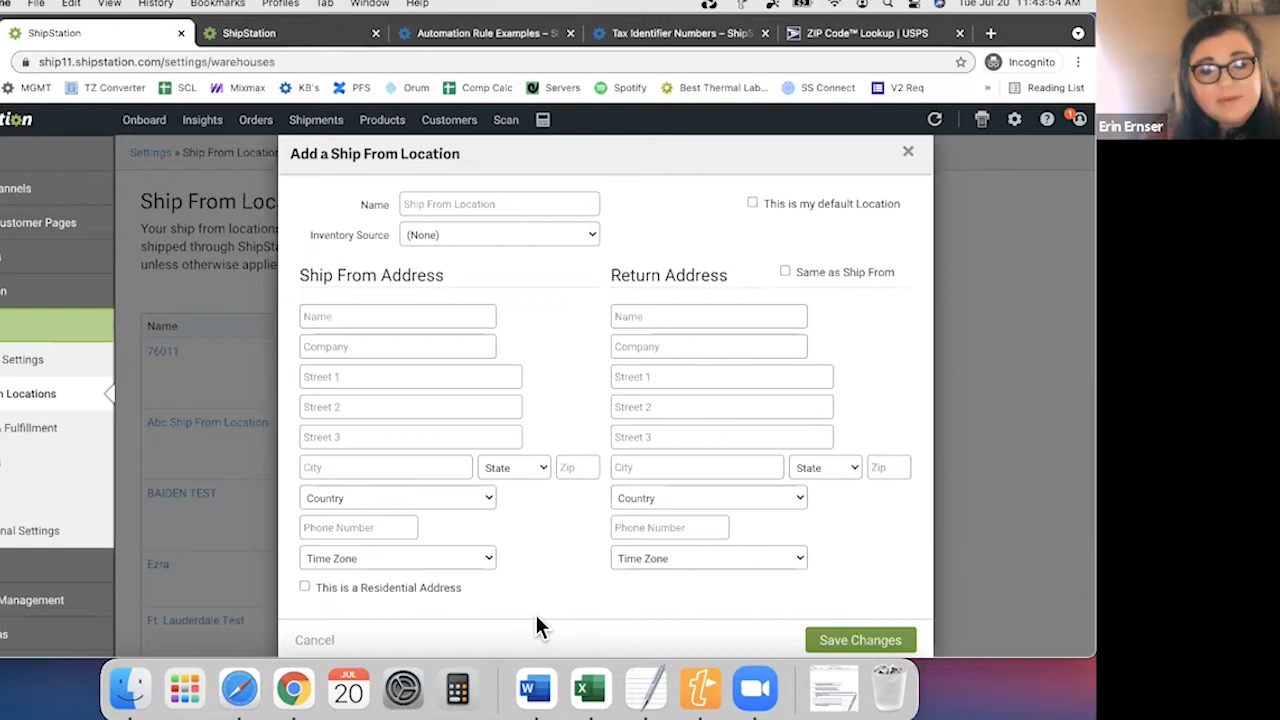 File Edit View History Bookmarks Profiles Tab Window Help
Tue Jul 20 11:43:54 AM
ShipStation
ShipStation
Automation Rule Examples – S
Tax Identifier Numbers – ShipS
ZIP Code™ Lookup | USPS
ship11.shipstation.com/settings/warehouses
Incognito
MGMT TZ Converter SCL Mixmax KB's PFS Orum Comp Calc Servers Spotify Best Thermal Lab... SS Connect V2 Req » Reading List
Erin Ernser
tion Onboard Insights Orders Shipments Products Customers Scan
1
Settings » Ship From Location
Ship From Loc
Your ship from locations
shipped through ShipSta
unless otherwise applie
annels
ustomer Pages
s
on
Settings
n Locations
& Fulfillment
s
nal Settings
Management
ns
Name
76011
Abc Ship From Location
BAIDEN TEST
Ezra
Ft. Lauderdale Test
Add a Ship From Location
Name Ship From Location
This is my default Location
Inventory Source (None)
Ship From Address
Name
Company
Street 1
Street 2
Street 3
City State Zip
Country
Phone Number
Time Zone
This is a Residential Address
Return Address
Same as Ship From
Name
Company
Street 1
Street 2
Street 3
City State Zip
Country
Phone Number
Time Zone
Cancel
Save Changes
JUL
20